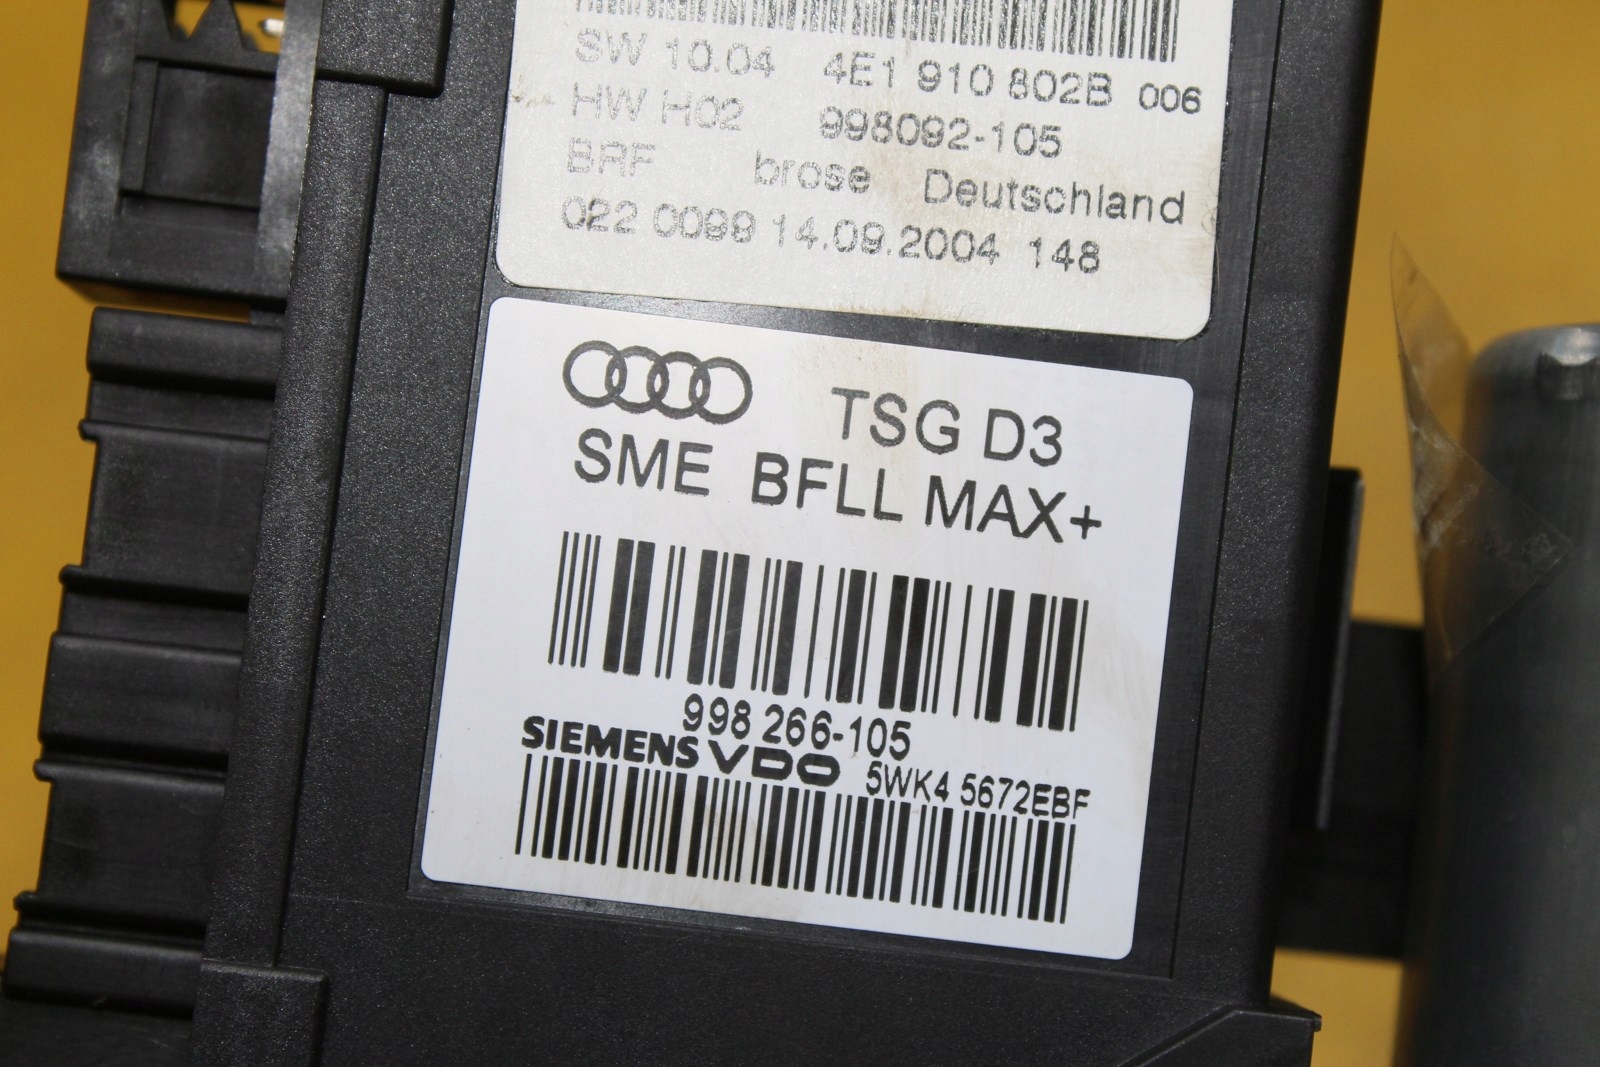 SW 10.04 4E1 910 802B 006
HW H02 998092-105
BRF brose Deutschland
022 0099 14.09.2004 148
TSG D3
SME BFLL MAX+
998 266-105
SIEMENS VDO 5WK4 5672EBF